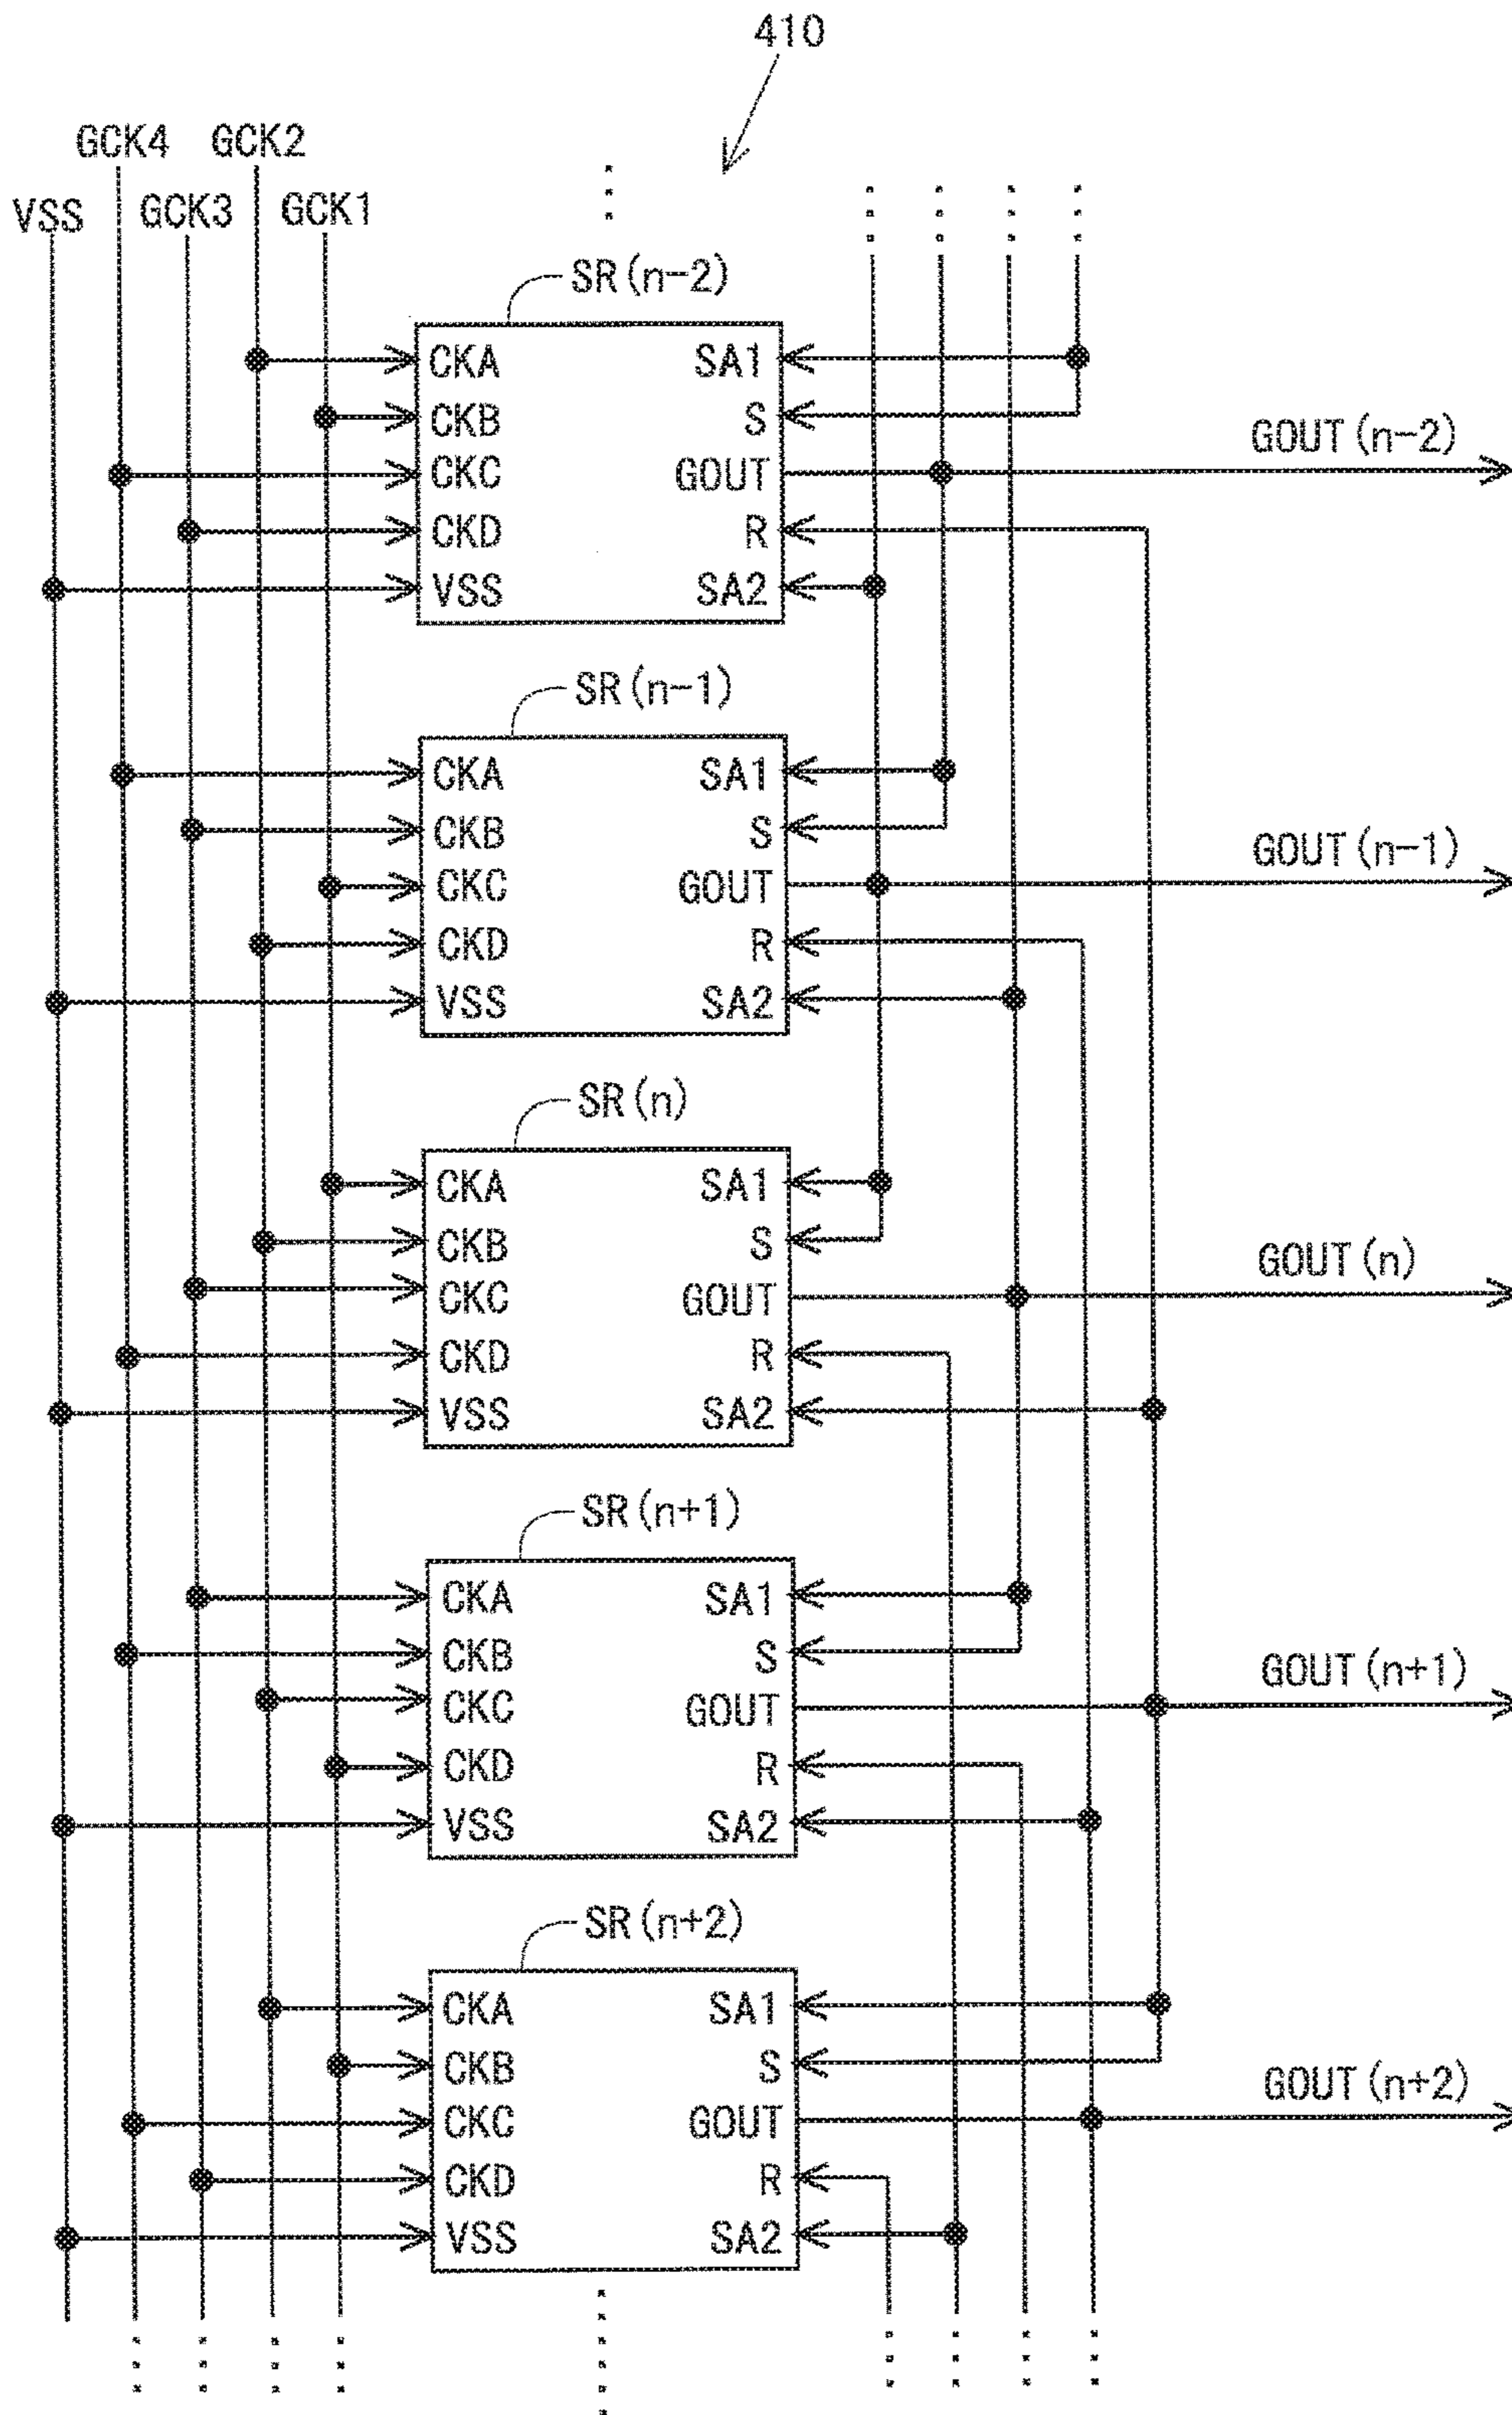 410
GCK4 GCK2
VSS GCK3 GCK1
SR(n-2)
CKA SA1
CKB S
CKC GOUT GOUT(n-2)
CKD R
VSS SA2
SR(n-1)
CKA SA1
CKB S
CKC GOUT GOUT(n-1)
CKD R
VSS SA2
SR(n)
CKA SA1
CKB S
CKC GOUT GOUT(n)
CKD R
VSS SA2
SR(n+1)
CKA SA1
CKB S
CKC GOUT GOUT(n+1)
CKD R
VSS SA2
SR(n+2)
CKA SA1
CKB S
CKC GOUT GOUT(n+2)
CKD R
VSS SA2